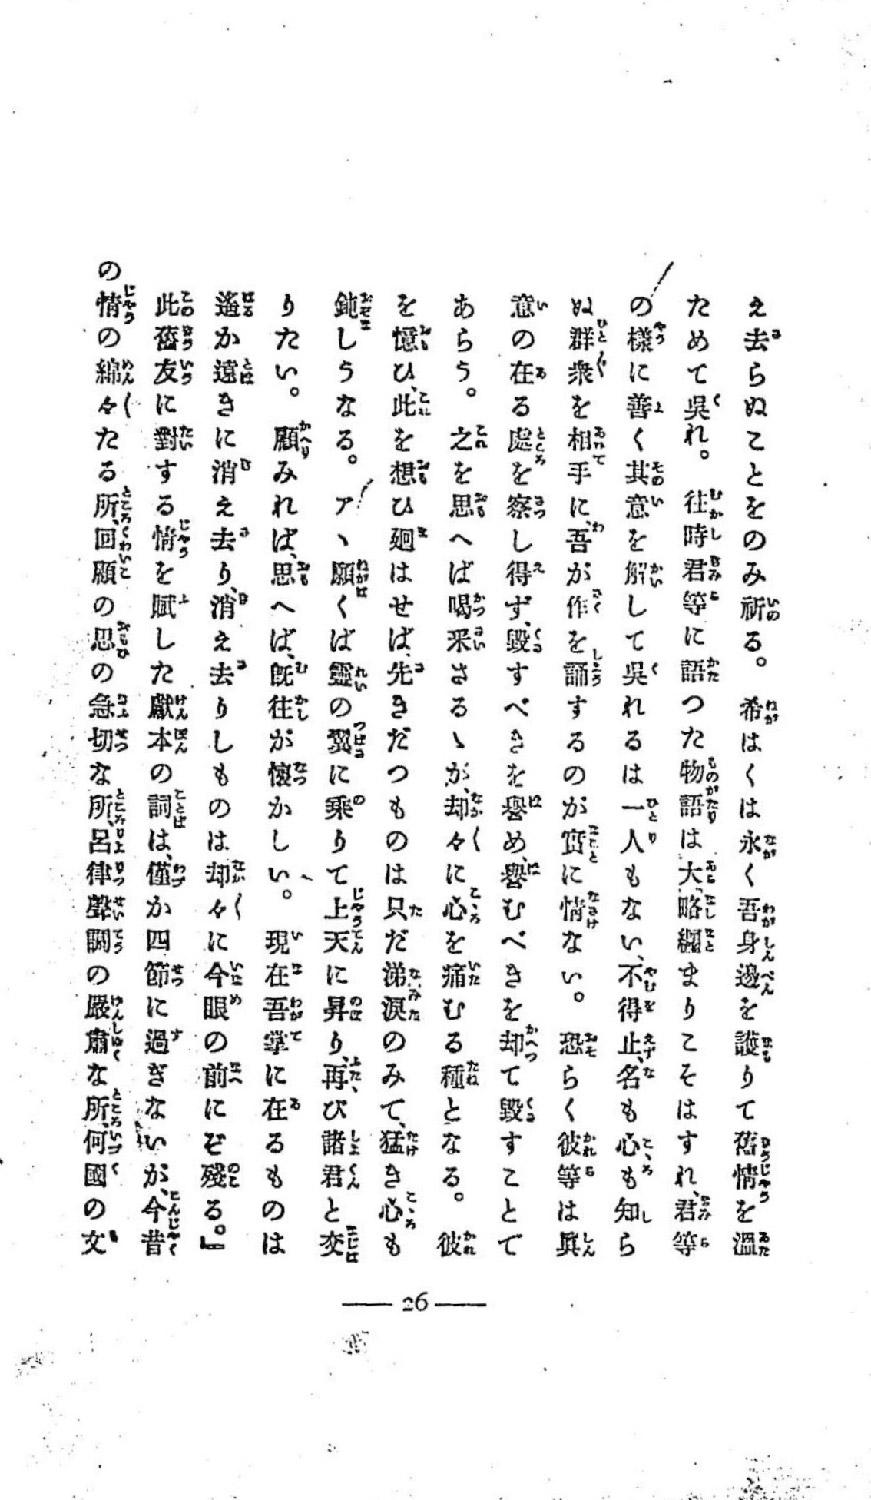 え去らぬことをのみ祈る。希はくは永く吾身邊を護りて舊情を溫
ためて吳れ。往時君等に語つた物語は大略纏まりこそはすれ、君等
の樣に善く其意を解して吳れるは一人もない、不得止、名も心も知ら
ぬ群衆を相手に、吾が作を誦するのが實に情ない。恐らく彼等は眞
意の在る處を察し得ず、毀すべきを譽め、譽むべきを却て毀すことで
あらう。之を思へば喝釆さるゝが、却々に心を痛むる種となる。彼
を憶ひ、此を想ひ廻はせば、先きだつものは只だ涕淚のみて、猛き心も
鈍しうなる。アヽ願くば靈の翼に乘りて上天に昇り、再び諸君と交
りたい。顧みれば、思へば、旣往が懷かしい。現在吾掌に在るものは
遙か遠きに消え去り、消え去りしものは却々に今眼の前にぞ殘る。』
此舊友に對する情を賦した獻本の詞は、僅か四節に過ぎないが、今昔
の情の綿々たる所、回顧の思の急切な所、呂律聲調の嚴肅な所、何國の文
26